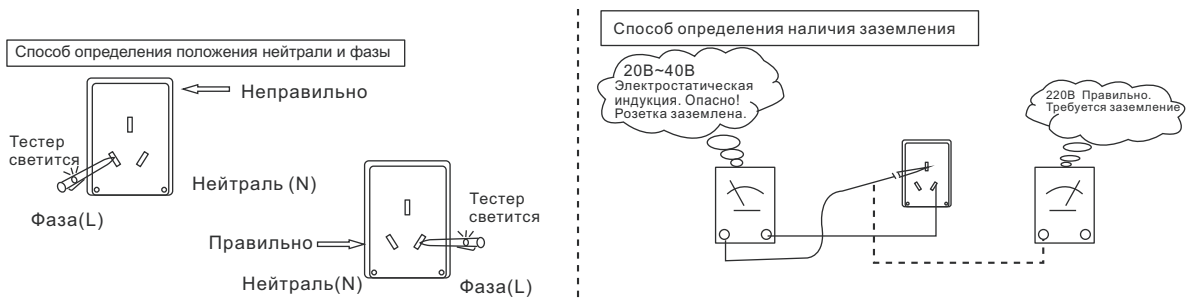 Способ определения положения нейтрали и фазы
Неправильно
Тестер
светится
Нейтраль (N)
Фаза(L)
Тестер
светится
Правильно
Нейтраль(N)
Фаза(L)
Способ определения наличия заземления
20В~40В
Электростатическая
индукция. Опасно!
Розетка заземлена.
220В Правильно.
Требуется заземление